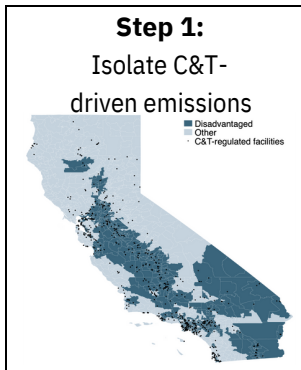 Step 1:
Isolate C&T-
driven emissions
Disadvantaged
Other
C&T-regulated facilities